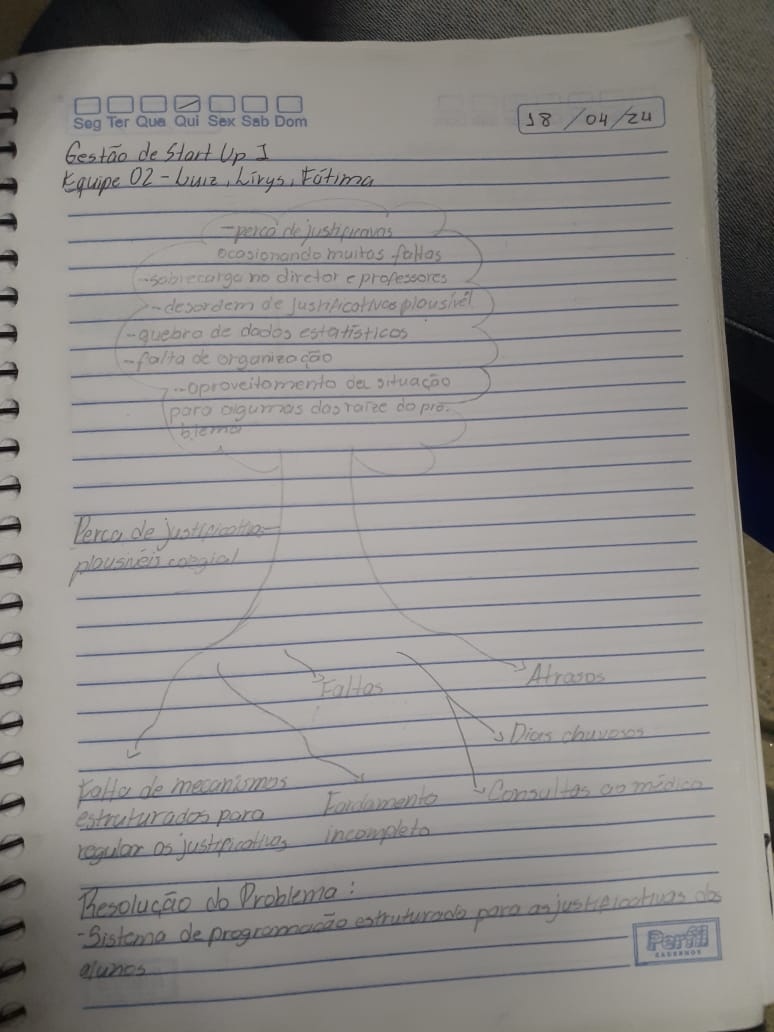 Seg Ter Qua Qui Sex Sab Dom
18/04/24
Gestão de Start Up I
Equipe 02 - Luiz, Lirys, Fátima
-perca de justificativas
ocasionando muitas faltas
-sobrecarga no diretor e professores
-desordem de justificativas plausível
-quebra de dados estatísticos
-falta de organização
-aproveitamento da situação
para algumas das raize do pro-
blema
Perca de justificativas
plausivéis colegial
Faltas
Atrasos
Dias chuvosos
Consultas ao médico
Falta de mecanismos
estruturados para
regular as justificativas
Fardamento
incompleto
Resolução do Problema:
-Sistema de programação estruturado para as justificativas dos
alunos
Perfil
CADERNOS